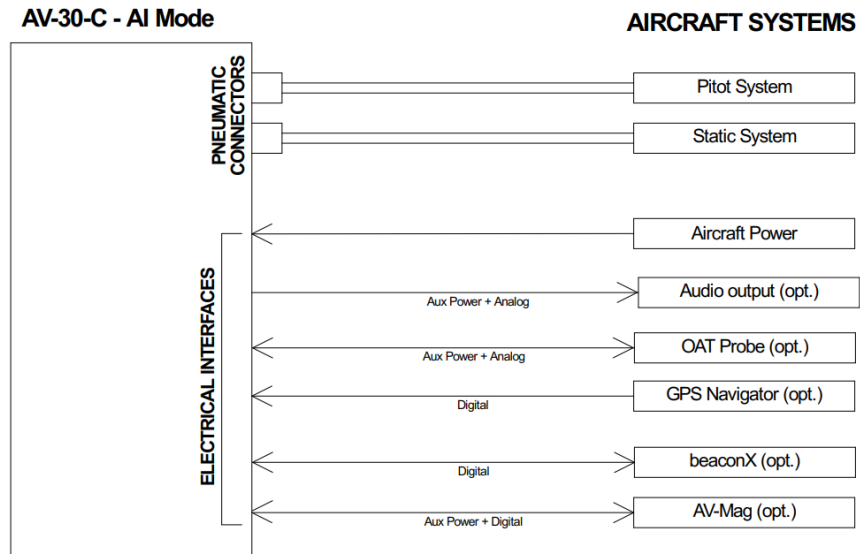 AV-30-C - AI Mode
AIRCRAFT SYSTEMS
PNEUMATIC
CONNECTORS
Pitot System
Static System
ELECTRICAL INTERFACES
Aircraft Power
Audio output (opt.)
Aux Power + Analog
OAT Probe (opt.)
Aux Power + Analog
GPS Navigator (opt.)
Digital
beaconX (opt.)
Digital
AV-Mag (opt.)
Aux Power + Digital